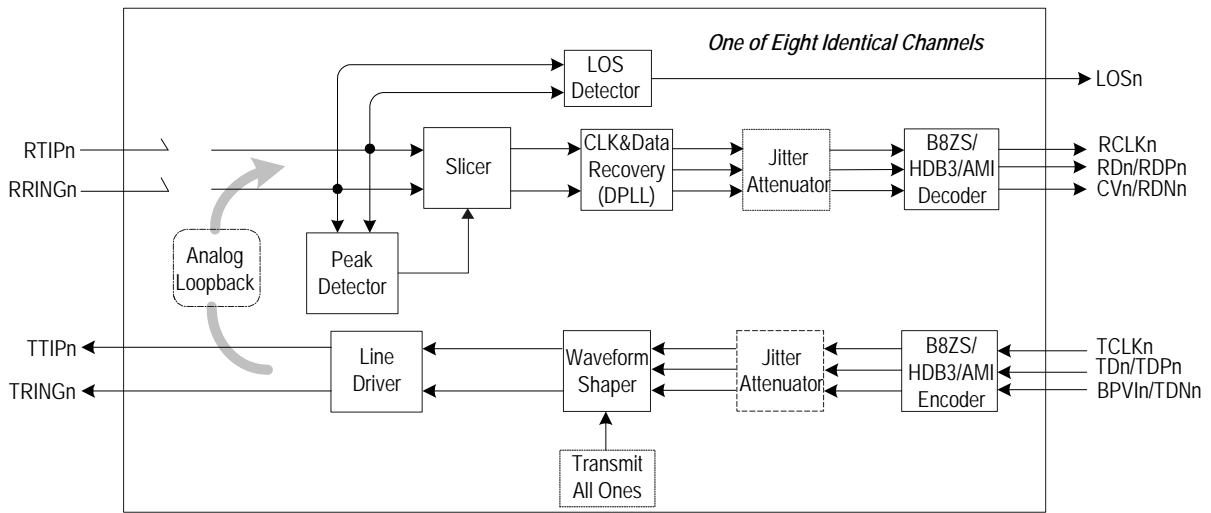 One of Eight Identical Channels
LOS
Detector
LOSn
RTIPn
RRINGn
Slicer
CLK&Data
Recovery
(DPLL)
Jitter
Attenuator
B8ZS/
HDB3/AMI
Decoder
RCLKn
RDn/RDPn
CVn/RDNn
Analog
Loopback
Peak
Detector
TTIPn
TRINGn
Line
Driver
Waveform
Shaper
Jitter
Attenuator
B8ZS/
HDB3/AMI
Encoder
TCLKn
TDn/TDPn
BPVIn/TDNn
Transmit
All Ones